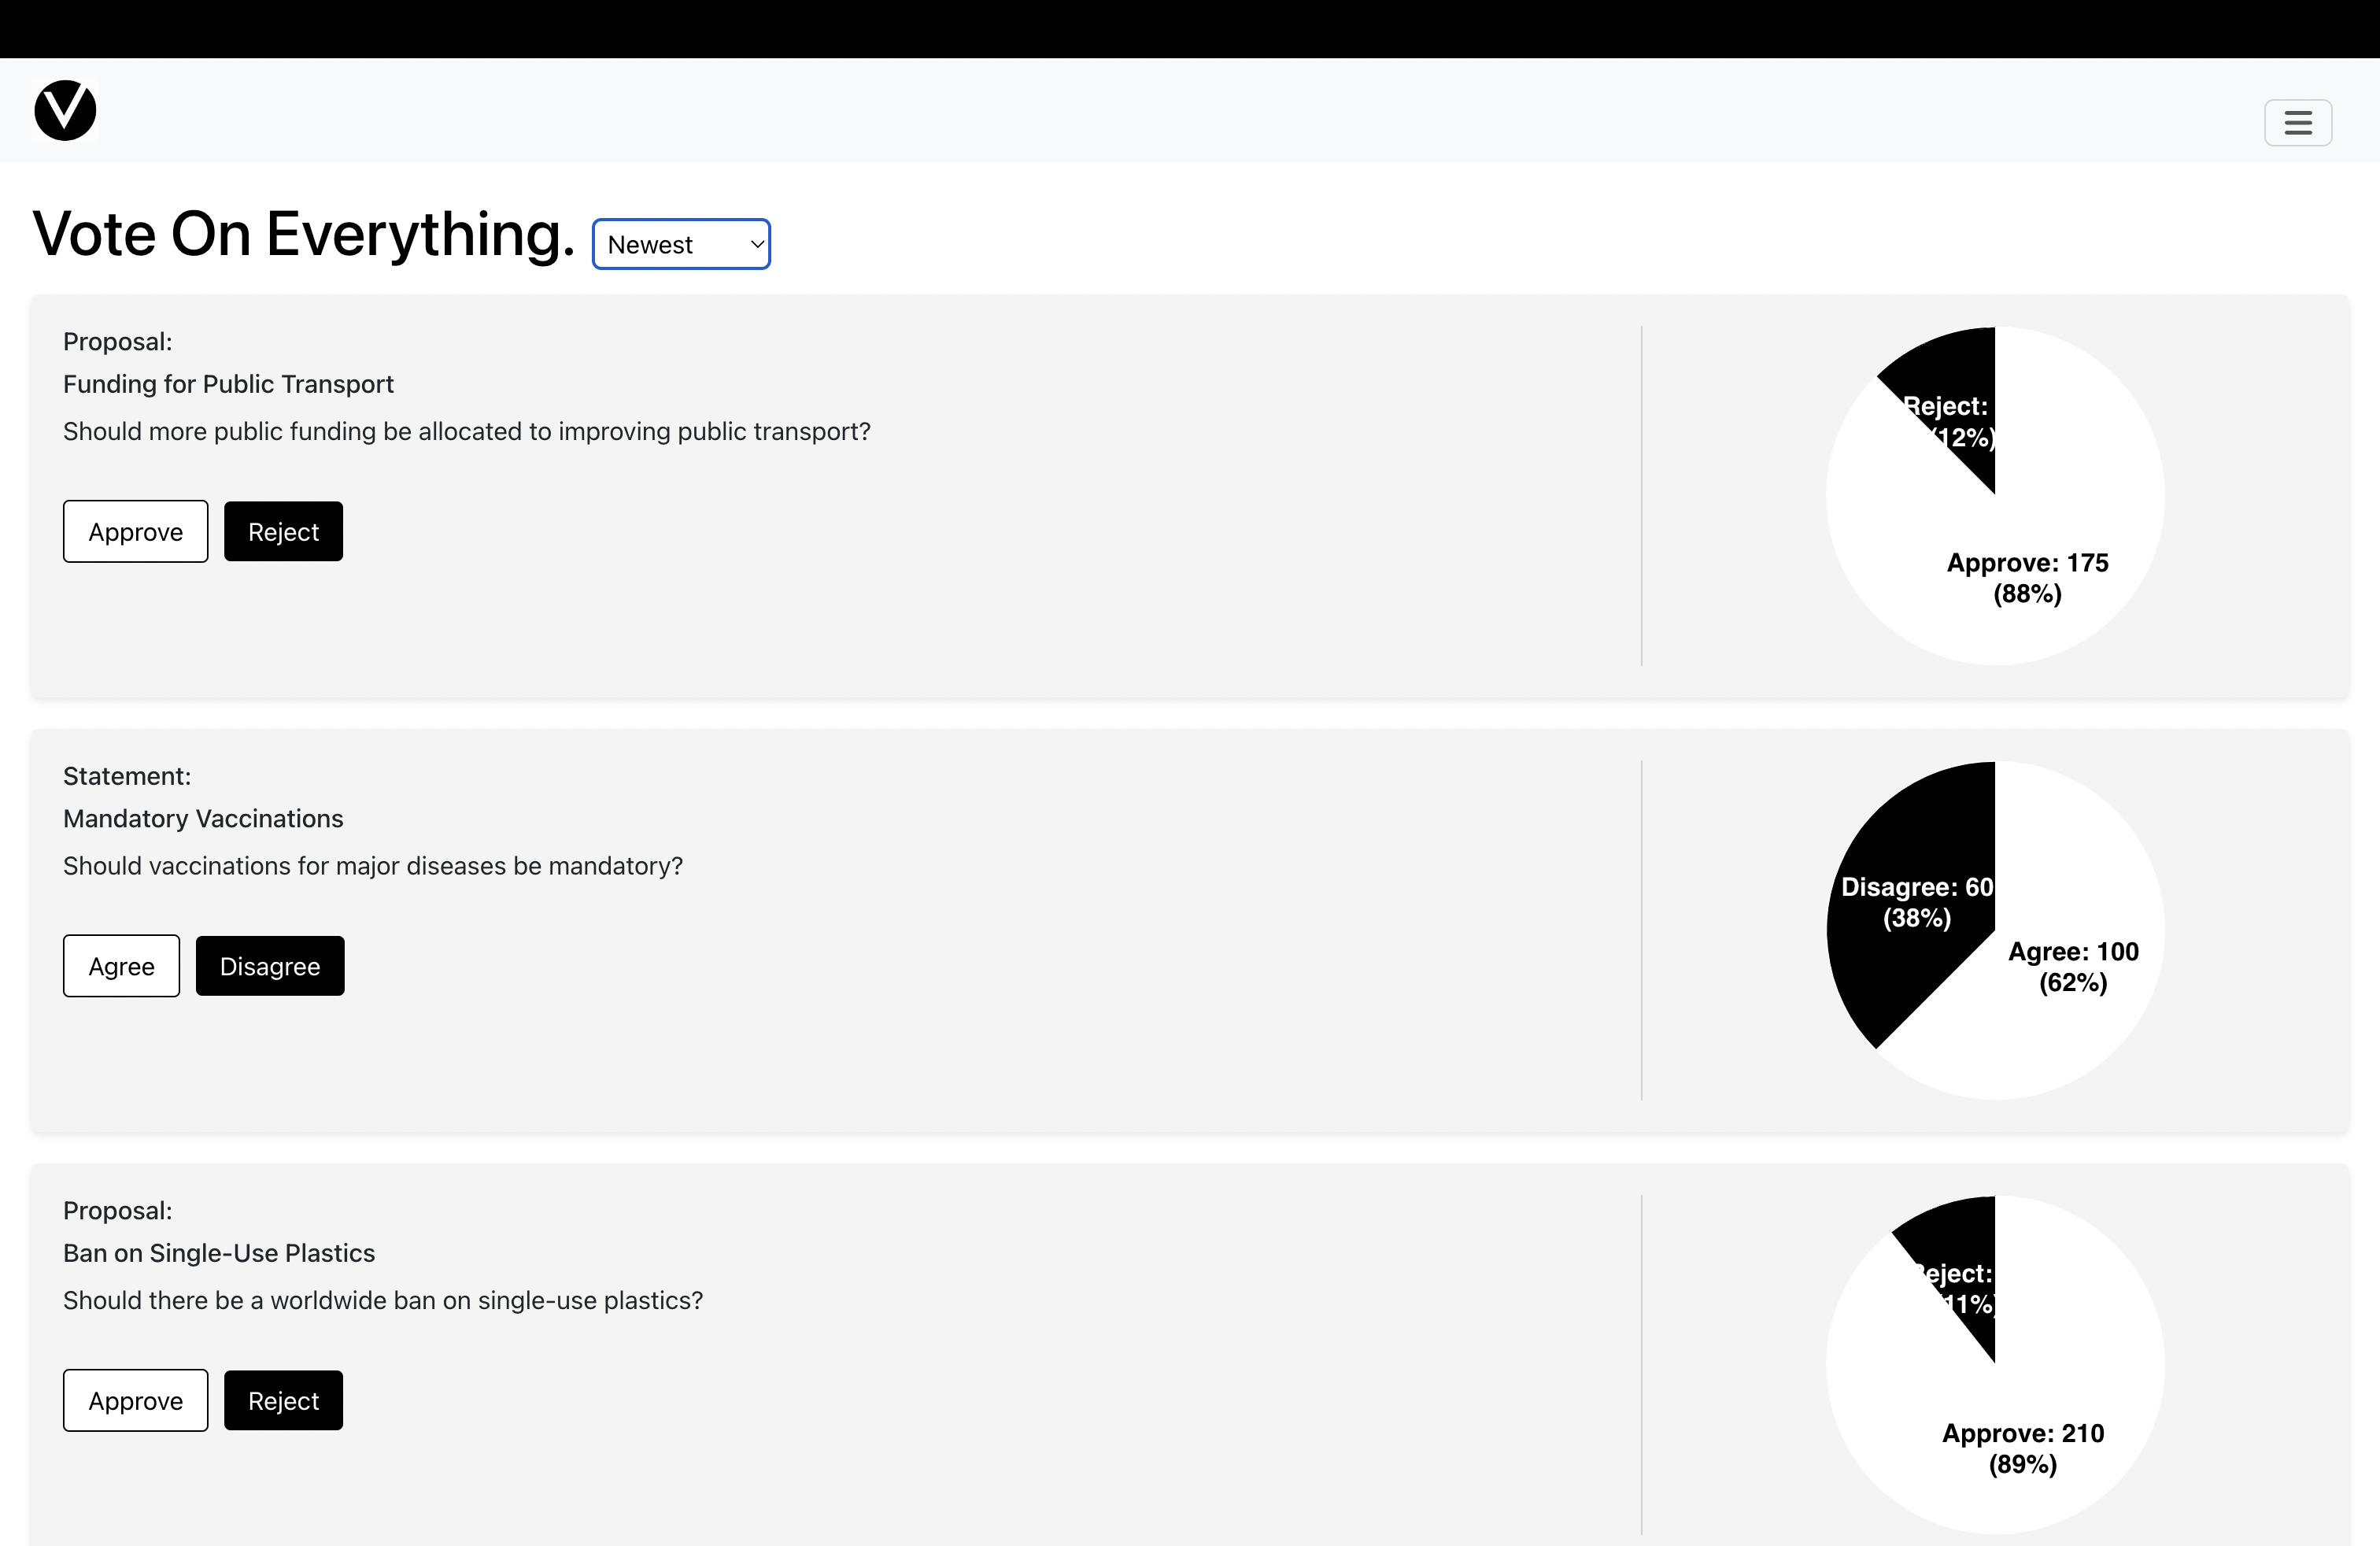 Vote On Everything.
Newest
Proposal:
Funding for Public Transport
Should more public funding be allocated to improving public transport?
Approve
Reject
Reject:
(12%)
Approve: 175
(88%)
Statement:
Mandatory Vaccinations
Should vaccinations for major diseases be mandatory?
Agree
Disagree
Disagree: 60
(38%)
Agree: 100
(62%)
Proposal:
Ban on Single-Use Plastics
Should there be a worldwide ban on single-use plastics?
Approve
Reject
Reject:
(11%)
Approve: 210
(89%)